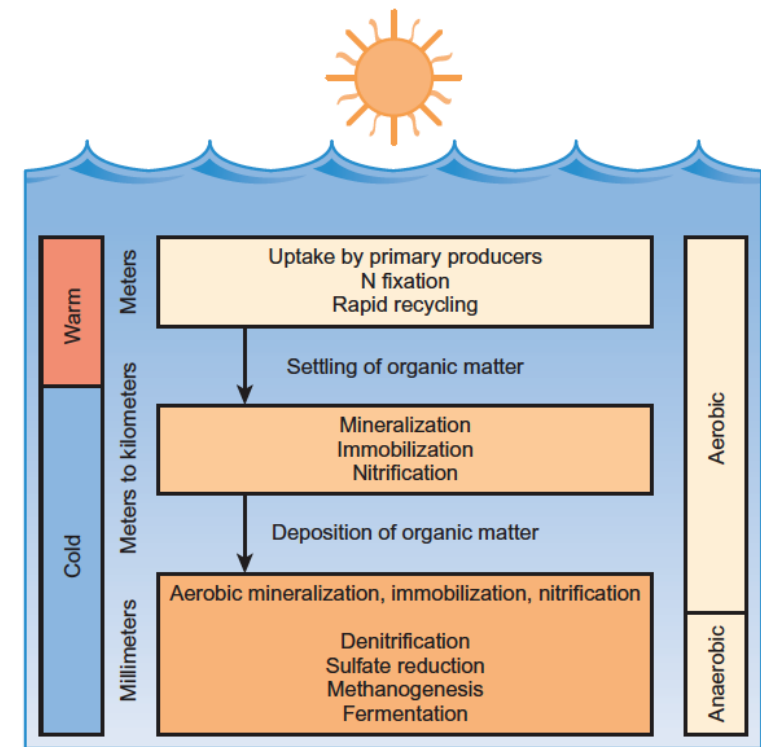 Warm
Cold
Meters
Meters to kilometers
Millimeters
Uptake by primary producers
N fixation
Rapid recycling
Settling of organic matter
Mineralization
Immobilization
Nitrification
Deposition of organic matter
Aerobic mineralization, immobilization, nitrification
Denitrification
Sulfate reduction
Methanogenesis
Fermentation
Aerobic
Anaerobic